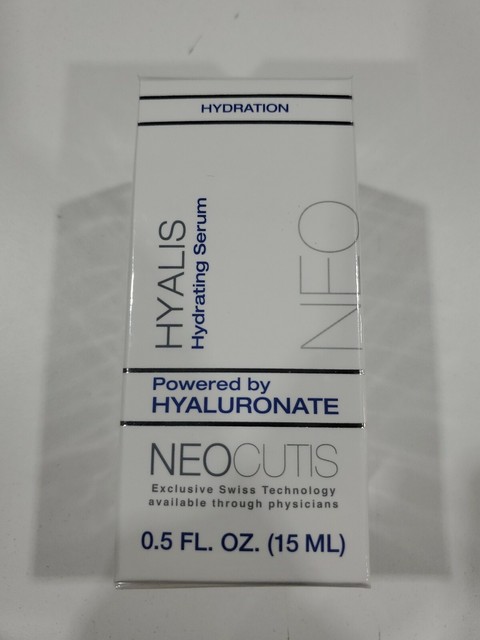 HYDRATION
HYALIS
Hydrating Serum
NEO
Powered by
HYALURONATE
NEOCUTIS
Exclusive Swiss Technology
available through physicians
0.5 FL. OZ. (15 ML)